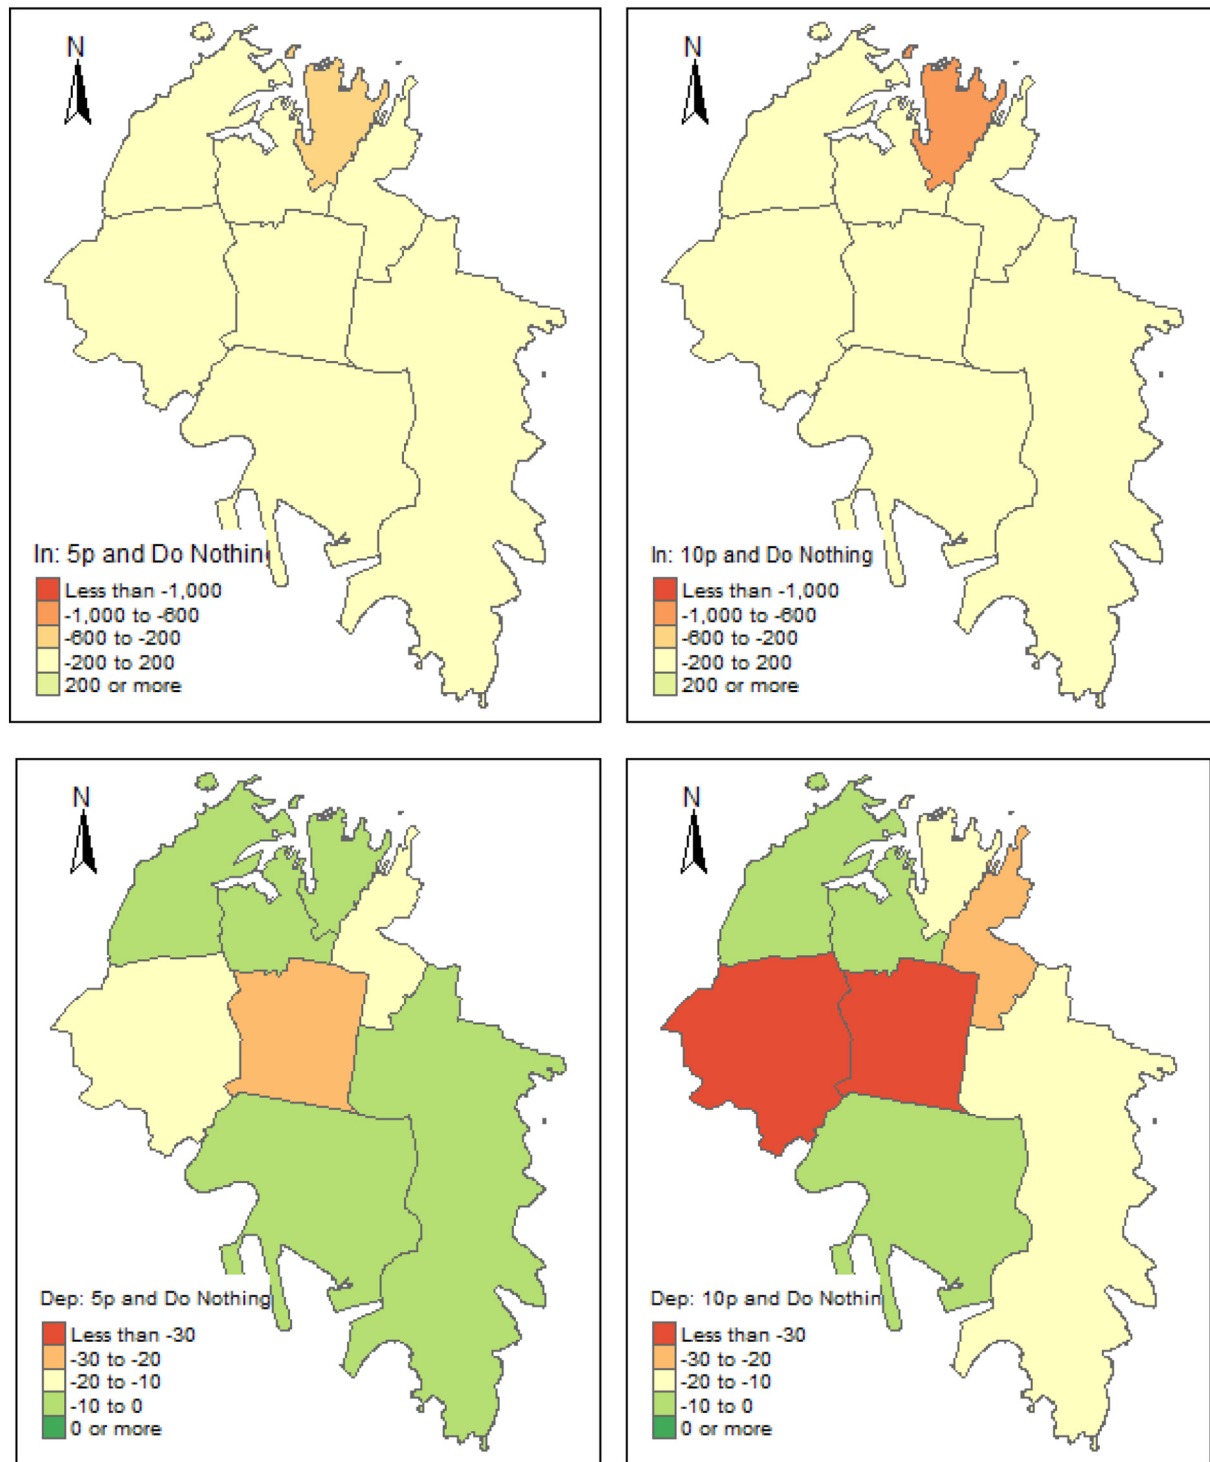 N
In: 5p and Do Nothing
Less than -1,000
-1,000 to -600
-600 to -200
-200 to 200
200 or more
N
In: 10p and Do Nothing
Less than -1,000
-1,000 to -600
-600 to -200
-200 to 200
200 or more
N
Dep: 5p and Do Nothing
Less than -30
-30 to -20
-20 to -10
-10 to 0
0 or more
N
Dep: 10p and Do Nothin
Less than -30
-30 to -20
-20 to -10
-10 to 0
0 or more